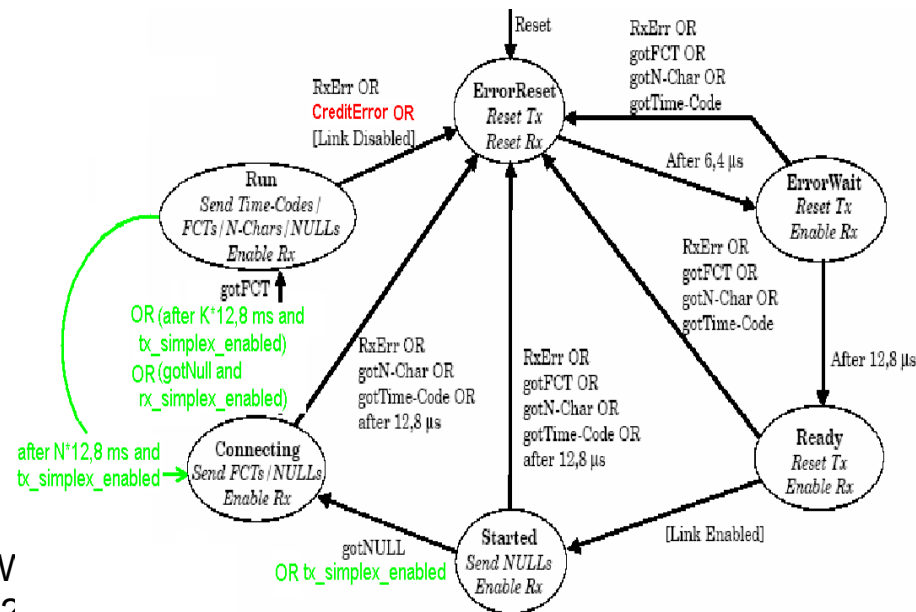 Reset
RxErr OR
gotFCT OR
gotN-Char OR
gotTime-Code
RxErr OR
CreditError OR
[Link Disabled]
ErrorReset
Reset Tx
Reset Rx
After 6,4 µs
ErrorWait
Reset Tx
Enable Rx
Run
Send Time-Codes/
FCTs/N-Chars/NULLs
Enable Rx
gotFCT
OR (after K*12,8 ms and
tx_simplex_enabled)
OR (gotNull and
rx_simplex_enabled)
RxErr OR
gotFCT OR
gotN-Char OR
gotTime-Code
RxErr OR
gotN-Char OR
gotTime-Code OR
after 12,8 µs
RxErr OR
gotFCT OR
gotN-Char OR
gotTime-Code OR
after 12,8 µs
After 12,8 µs
after N*12,8 ms and
tx_simplex_enabled
Connecting
Send FCTs/NULLs
Enable Rx
Ready
Reset Tx
Enable Rx
[Link Enabled]
gotNULL
OR tx_simplex_enabled
Started
Send NULLs
Enable Rx